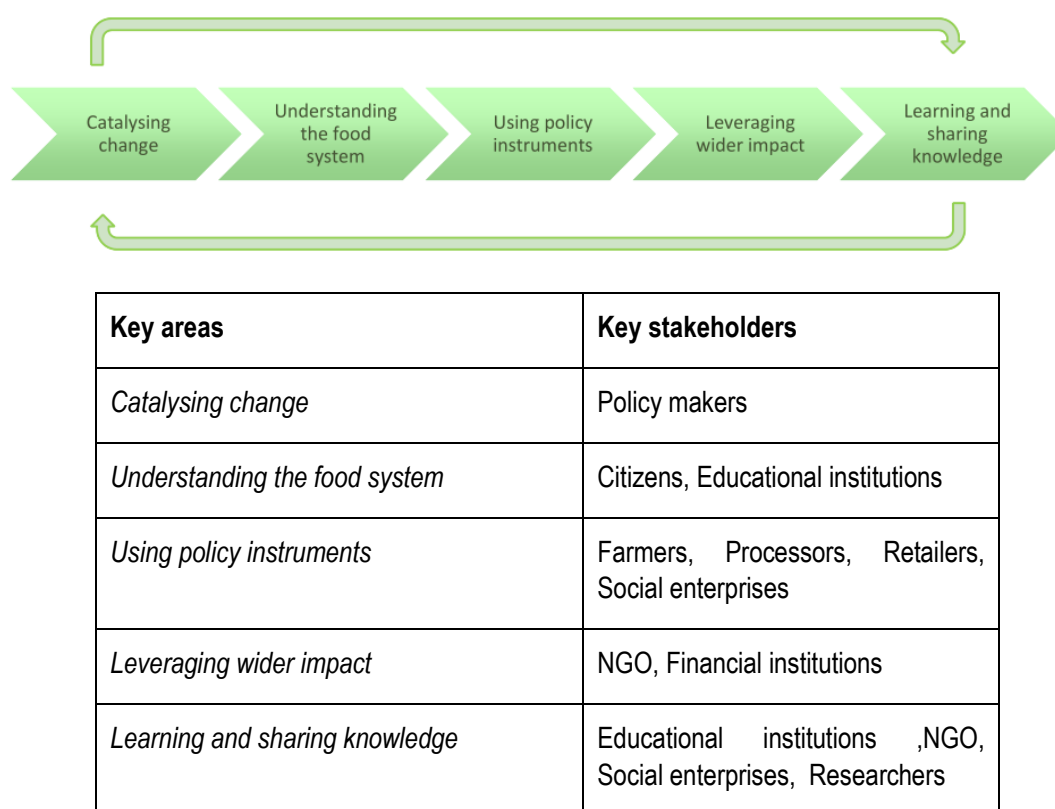 Catalysing
change
Understanding
the food
system
Using policy
instruments
Leveraging
wider impact
Learning and
sharing
knowledge
Key areas
Key stakeholders
Catalysing change
Policy makers
Understanding the food system
Citizens, Educational institutions
Using policy instruments
Farmers, Processors, Retailers,
Social enterprises
Leveraging wider impact
NGO, Financial institutions
Learning and sharing knowledge
Educational institutions ,NGO,
Social enterprises, Researchers